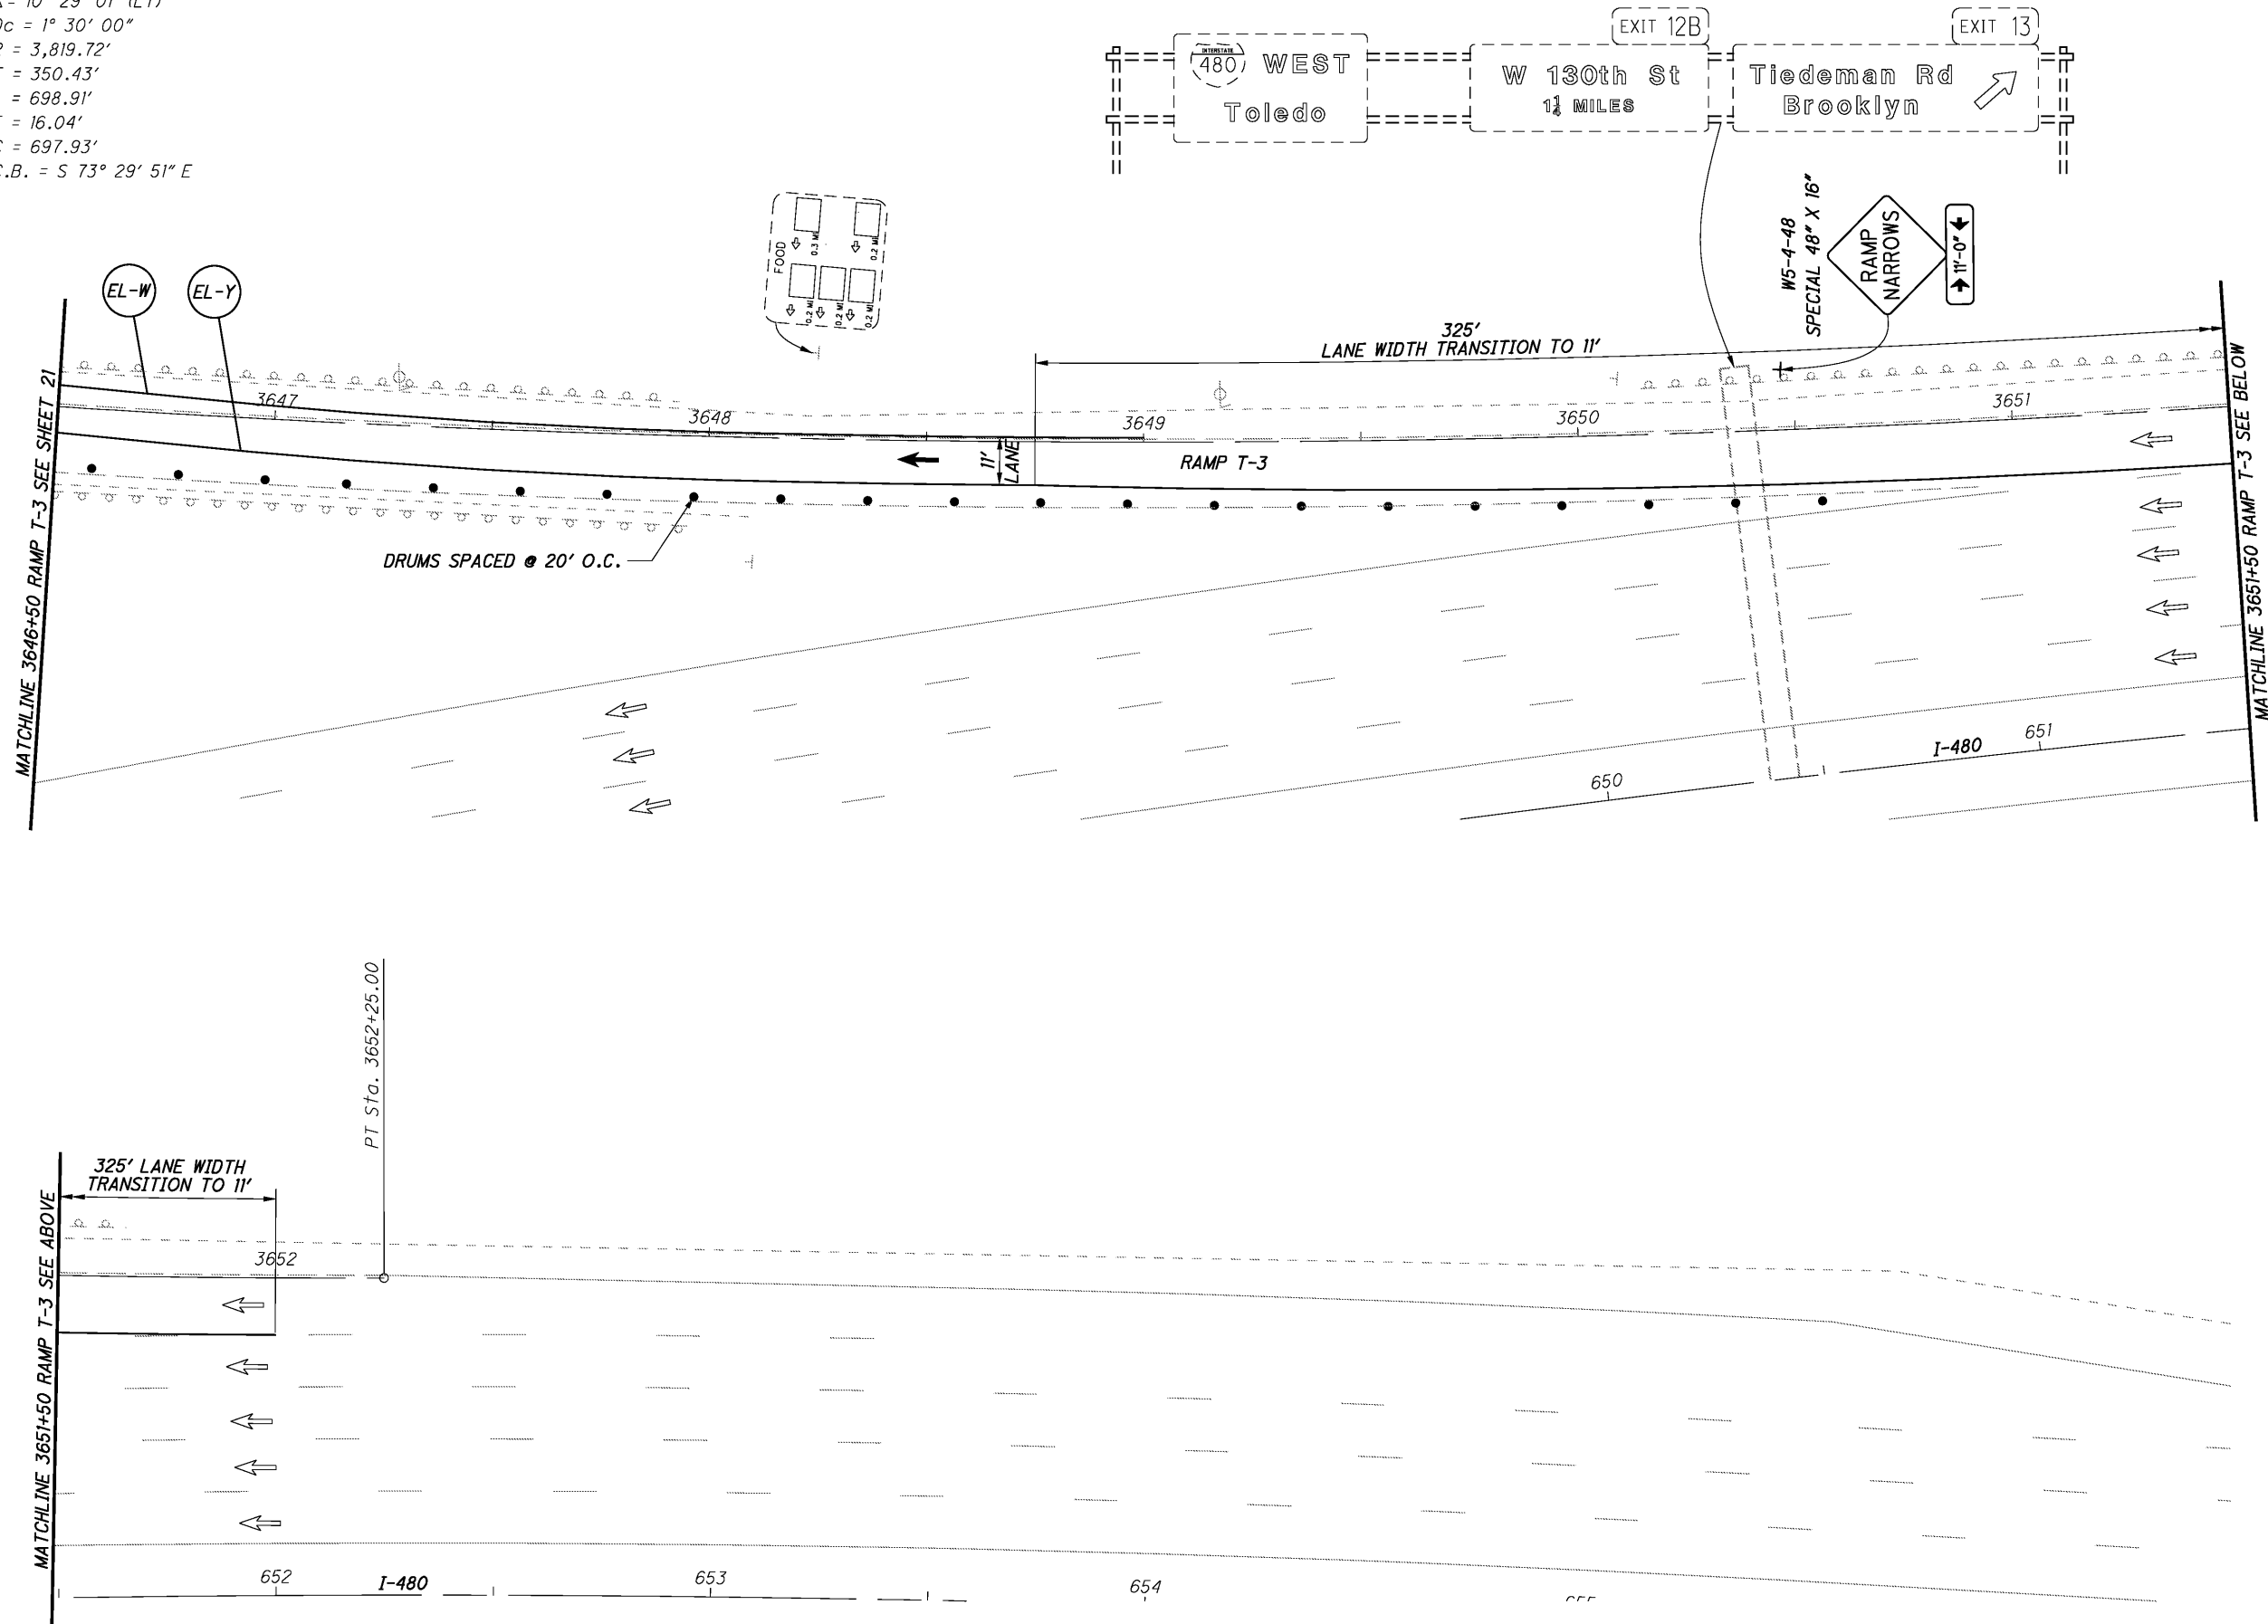 = 10° 29' 01" (LT)
Dc = 1° 30' 00"
= 3,819.72'
= 350.43'
= 698.91'
= 16.04'
= 697.93'
C.B. = S 73° 29' 51" E
EXIT 12B
EXIT 13
INTERSTATE
480
WEST
Toledo
W 130th St
1¼ MILES
Tiedeman Rd
Brooklyn
FOOD
0.3 MI
0.2 MI
0.2 MI
0.2 MI
0.2 MI
W5-4-48
SPECIAL 48" X 16"
RAMP
NARROWS
11'-0"
EL-W
EL-Y
325'
LANE WIDTH TRANSITION TO 11'
3647
3648
3649
3650
3651
11'
LANE
RAMP T-3
DRUMS SPACED @ 20' O.C.
MATCHLINE 3646+50 RAMP T-3 SEE SHEET 21
MATCHLINE 3651+50 RAMP T-3 SEE BELOW
650
I-480
651
PT Sta. 3652+25.00
325' LANE WIDTH
TRANSITION TO 11'
3652
MATCHLINE 3651+50 RAMP T-3 SEE ABOVE
652
I-480
653
654